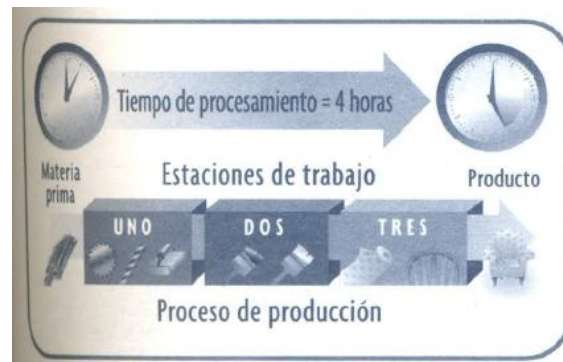 Tiempo de procesamiento = 4 horas
Materia
prima
Estaciones de trabajo
Producto
UNO
DOS
TRES
Proceso de producción